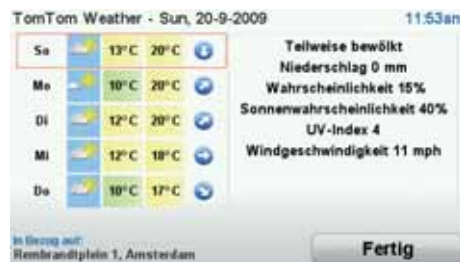 TomTom Weather - Sun, 20-9-2009 11:53am
So 13°C 20°C
Mo 10°C 20°C
Di 12°C 20°C
Mi 12°C 18°C
Do 10°C 17°C
Teilweise bewölkt
Niederschlag 0 mm
Wahrscheinlichkeit 15%
Sonnenwahrscheinlichkeit 40%
UV-Index 4
Windgeschwindigkeit 11 mph
In Bezug auf:
Rembrandtplein 1, Amsterdam
Fertig